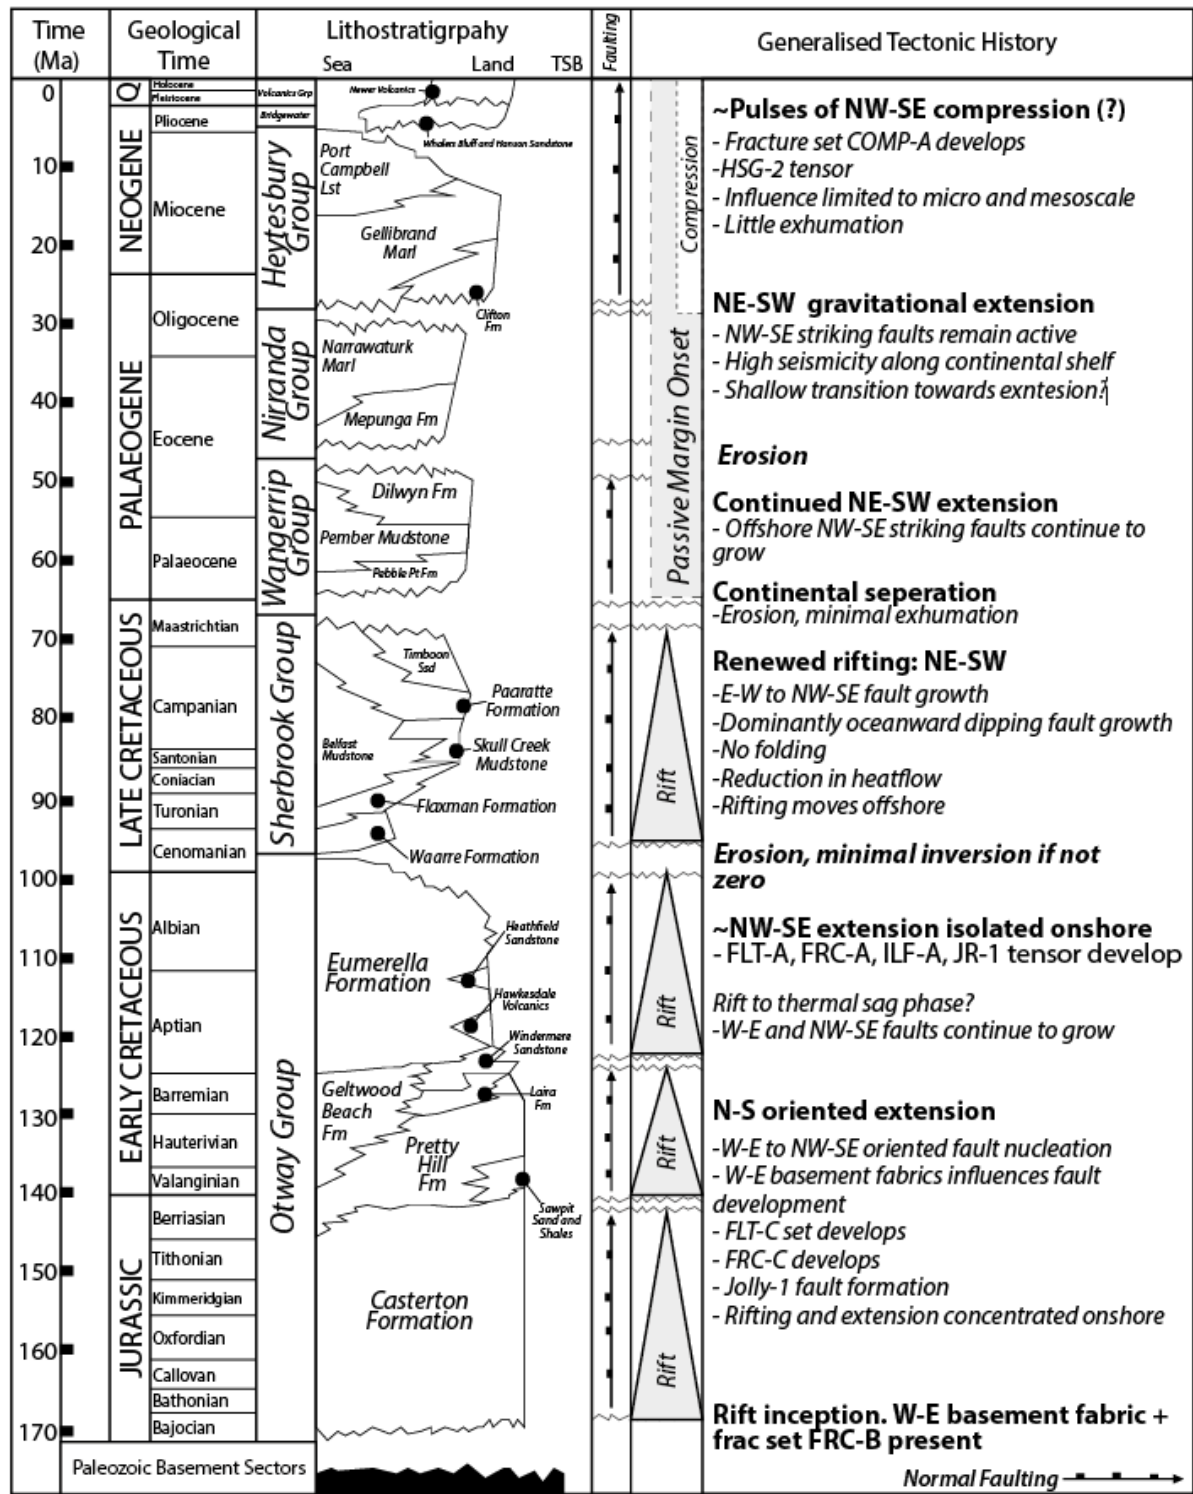 Time
(Ma)
Geological
Time
Lithostratigrpahy
Sea Land TSB
Faulting
Generalised Tectonic History
0
10
20
30
40
50
60
70
80
90
100
110
120
130
140
150
160
170
Q
NEOGENE
PALAEOGENE
LATE CRETACEOUS
EARLY CRETACEOUS
JURASSIC
Holocene
Pleistocene
Pliocene
Miocene
Oligocene
Eocene
Palaeocene
Maastrichtian
Campanian
Santonian
Coniacian
Turonian
Cenomanian
Albian
Aptian
Barremian
Hauterivian
Valanginian
Berriasian
Tithonian
Kimmeridgian
Oxfordian
Callovan
Bathonian
Bajocian
Paleozoic Basement Sectors
Volcanics Grp
Bridgewater
Heytesbury
Group
Nirranda
Group
Wangerrip
Group
Sherbrook Group
Otway Group
Newer Volcanics
Whalers Bluff and Hanson Sandstone
Port
Campbell
Lst
Gellibrand
Marl
Clifton
Fm
Narrawaturk
Marl
Mepunga Fm
Dilwyn Fm
Pember Mudstone
Pebble Pt Fm
Timboon
Ssd
Paaratte
Formation
Belfast
Mudstone
Skull Creek
Mudstone
Flaxman Formation
Waarre Formation
Heathfield
Sandstone
Eumerella
Formation
Hawkesdale
Volcanics
Windermere
Sandstone
Geltwood
Beach
Fm
Laira
Fm
Pretty
Hill
Fm
Sawpit
Sand and
Shales
Casterton
Formation
Compression
Passive Margin Onset
Rift
Rift
Rift
Rift
~Pulses of NW-SE compression (?)
- Fracture set COMP-A develops
-HSG-2 tensor
- Influence limited to micro and mesoscale
- Little exhumation
NE-SW gravitational extension
- NW-SE striking faults remain active
- High seismicity along continental shelf
- Shallow transition towards exntesion?
Erosion
Continued NE-SW extension
- Offshore NW-SE striking faults continue to
grow
Continental seperation
-Erosion, minimal exhumation
Renewed rifting: NE-SW
-E-W to NW-SE fault growth
-Dominantly oceanward dipping fault growth
-No folding
-Reduction in heatflow
-Rifting moves offshore
Erosion, minimal inversion if not
zero
~NW-SE extension isolated onshore
- FLT-A, FRC-A, ILF-A, JR-1 tensor develop
Rift to thermal sag phase?
- W-E and NW-SE faults continue to grow
N-S oriented extension
-W-E to NW-SE oriented fault nucleation
- W-E basement fabrics influences fault
development
- FLT-C set develops
- FRC-C develops
- Jolly-1 fault formation
- Rifting and extension concentrated onshore
Rift inception. W-E basement fabric +
frac set FRC-B present
Normal Faulting